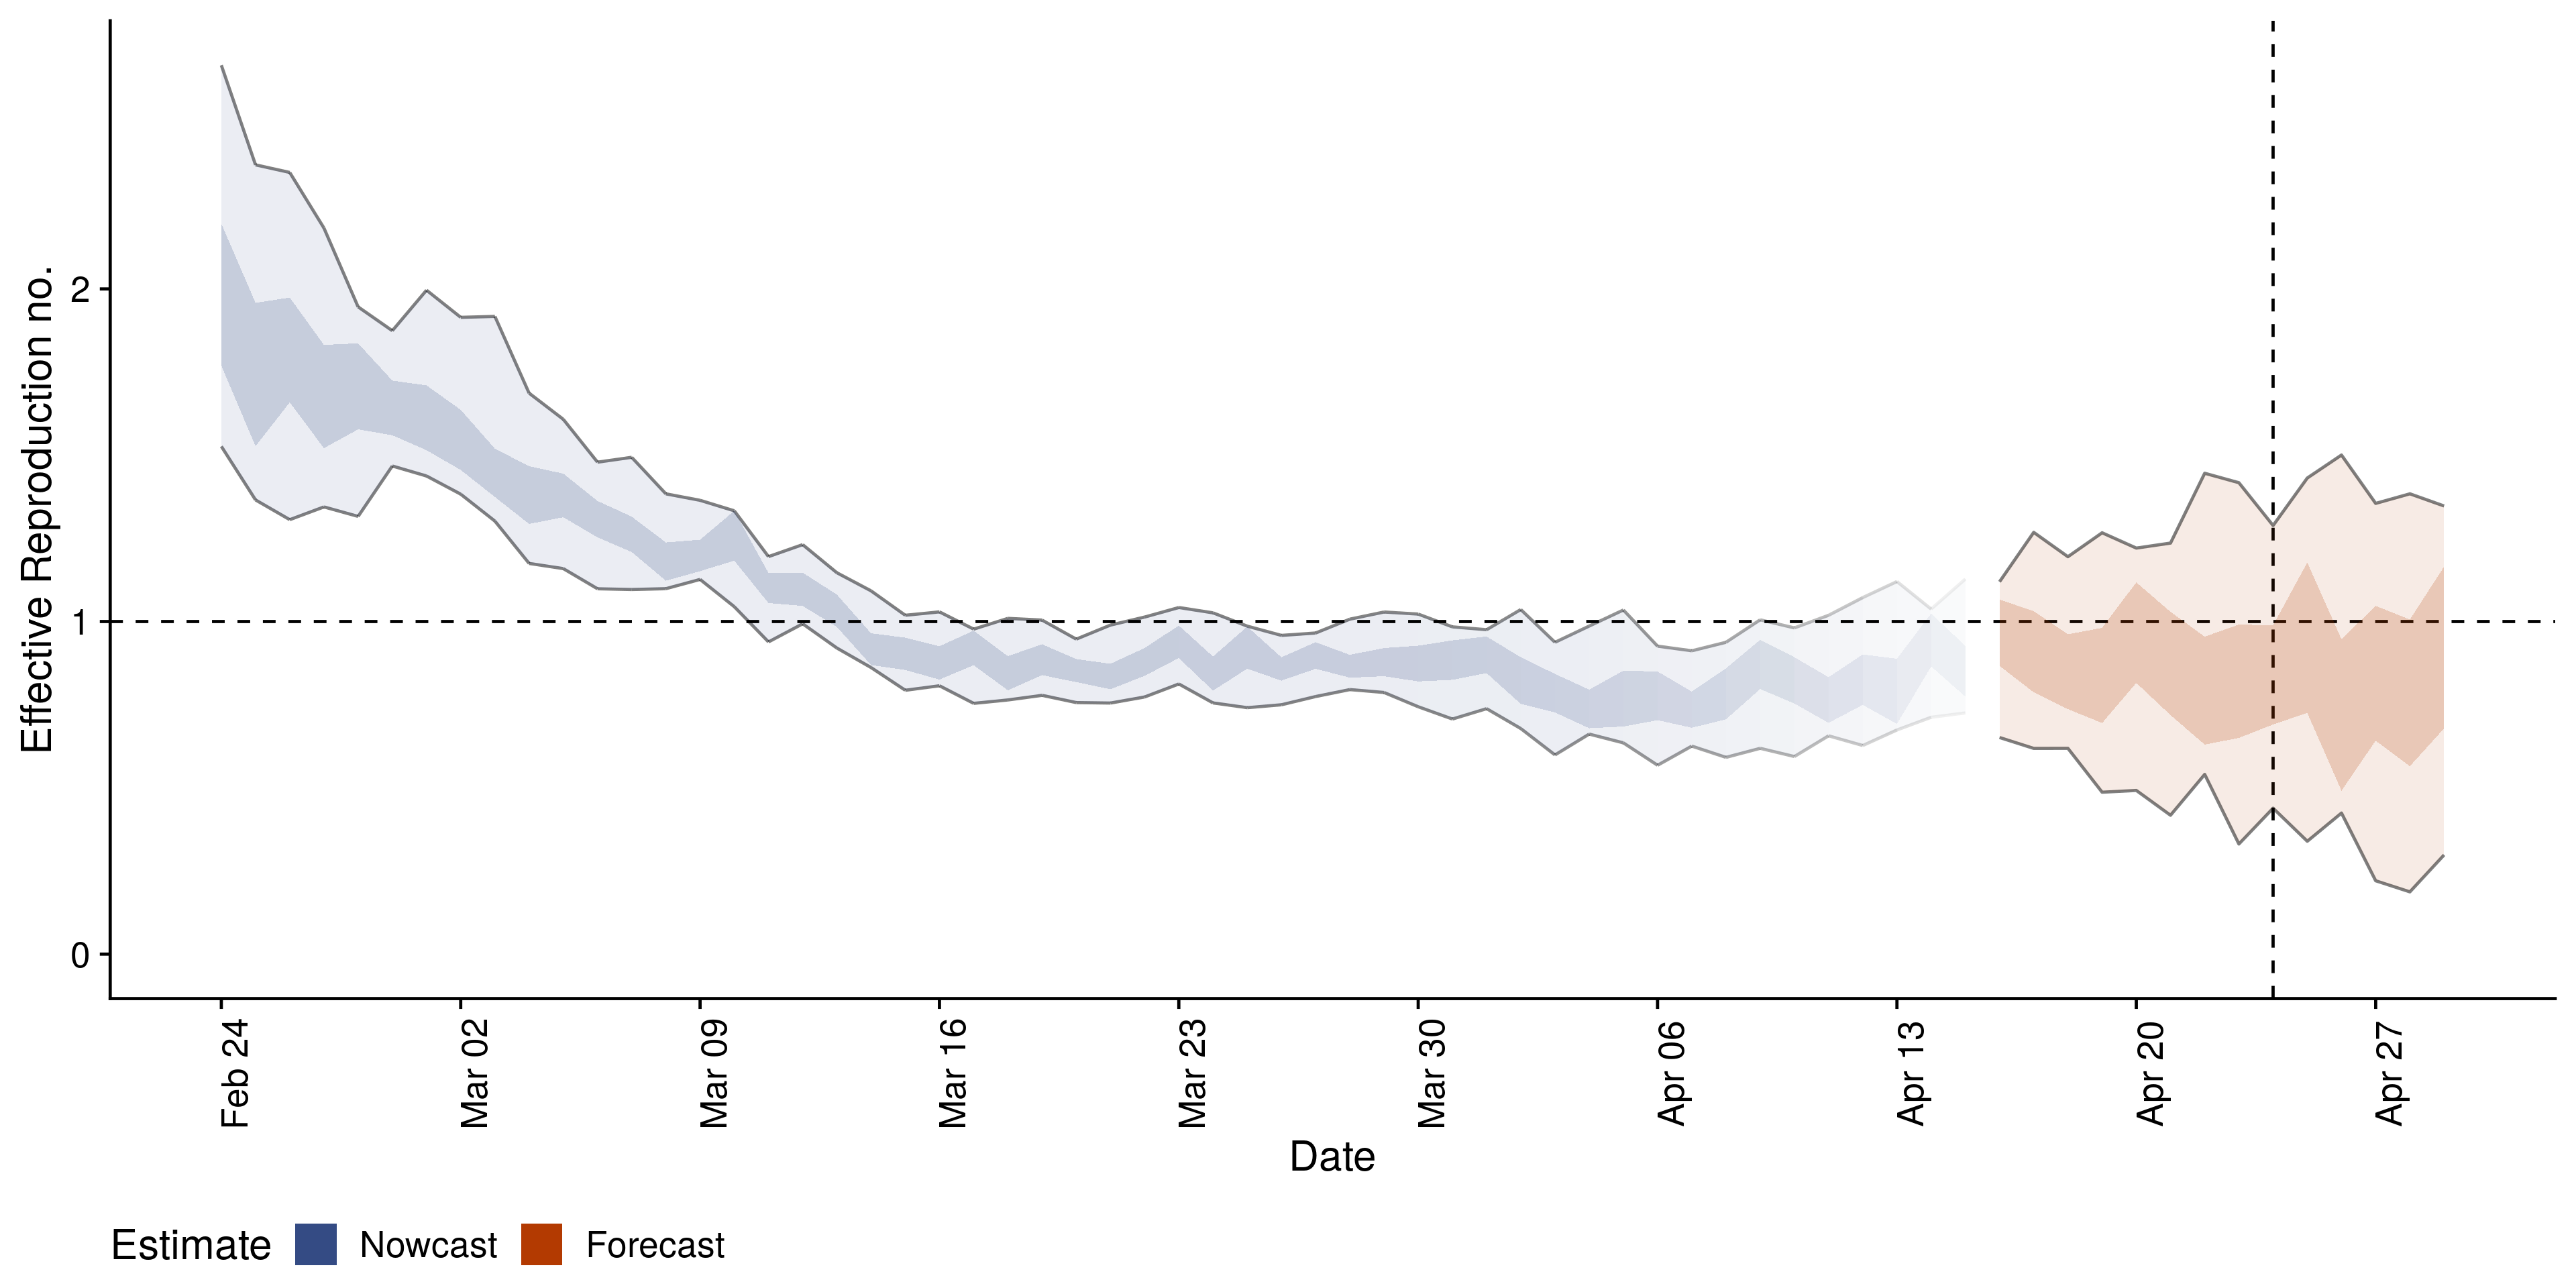 Effective Reproduction no.
2
1
0
Feb 24
Mar 02
Mar 09
Mar 16
Mar 23
Mar 30
Apr 06
Apr 13
Apr 20
Apr 27
Date
Estimate Nowcast Forecast